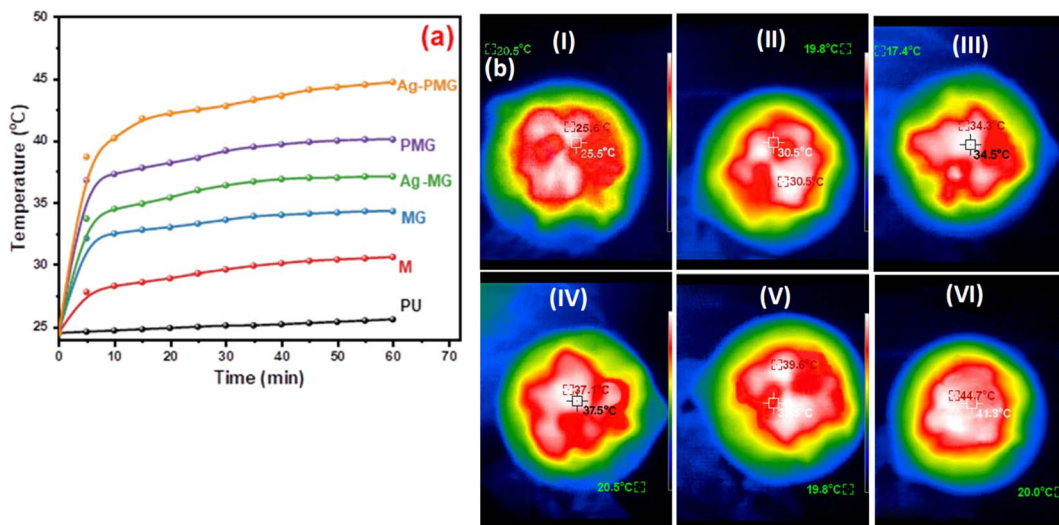 (a)
50
45
40
35
30
25
Temperature (°C)
Ag-PMG
PMG
Ag-MG
MG
M
PU
0 10 20 30 40 50 60 70
Time (min)
(b)
(I)
20.5°C
25.6°C
25.5°C
(II)
19.8°C
30.5°C
30.5°C
(III)
17.4°C
34.3°C
34.5°C
(IV)
37.1°C
37.5°C
20.5°C
(V)
39.6°C
19.8°C
(VI)
44.7°C
41.3°C
20.0°C